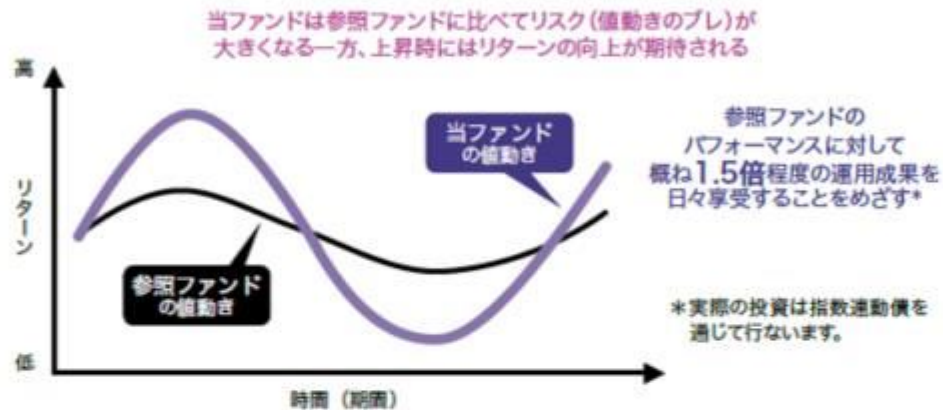 当ファンドは参照ファンドに比べてリスク（値動きのブレ）が
大きくなる一方、上昇時にはリターンの向上が期待される
高
リターン
低
当ファンド
の値動き
参照ファンド
の値動き
時間（期間）
参照ファンドの
パフォーマンスに対して
概ね1.5倍程度の運用成果を
日々享受することをめざす*
＊実際の投資は指数連動債を
通じて行ないます。